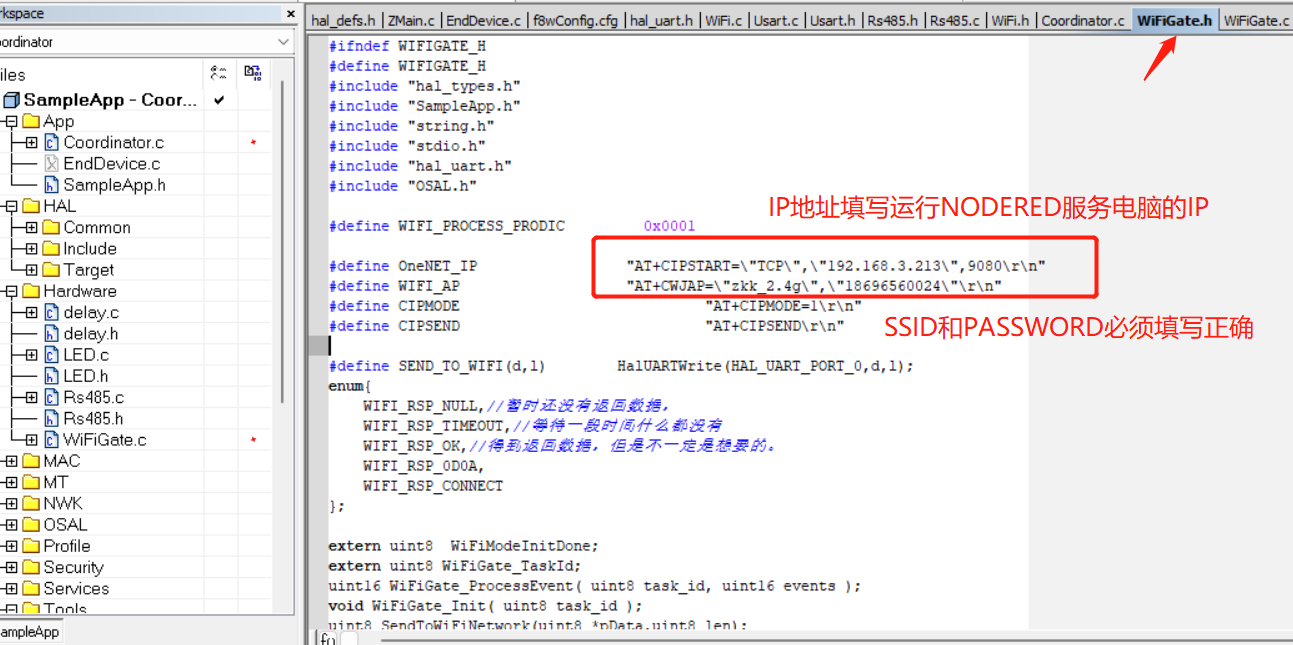 rkspace
×
oordinator
iles
SampleApp - Coor...
App
Coordinator.c
EndDevice.c
SampleApp.h
HAL
Common
Include
Target
Hardware
delay.c
delay.h
LED.c
LED.h
Rs485.c
Rs485.h
WiFiGate.c
MAC
MT
NWK
OSAL
Profile
Security
Services
Tools
ampleApp
hal_defs.h | ZMain.c | EndDevice.c | f8wConfig.cfg | hal_uart.h | WiFi.c | Usart.c | Usart.h | Rs485.h | Rs485.c | WiFi.h | Coordinator.c WiFiGate.h WiFiGate.c
#ifndef WIFIGATE_H
#define WIFIGATE_H
#include "hal_types.h"
#include "SampleApp.h"
#include "string.h"
#include "stdio.h"
#include "hal_uart.h"
#include "OSAL.h"
IP地址填写运行NODERED服务电脑的IP
#define WIFI_PROCESS_PRODIC 0x0001
#define OneNET_IP "AT+CIPSTART=\"TCP\",\"192.168.3.213\",9080\r\n"
#define WIFI_AP "AT+CWJAP=\"zkk_2.4g\",\"18696560024\"\r\n"
#define CIPMODE "AT+CIPMODE=1\r\n"
#define CIPSEND "AT+CIPSEND\r\n"
SSID和PASSWORD必须填写正确
#define SEND_TO_WIFI(d,l) HalUARTWrite(HAL_UART_PORT_0,d,l);
enum{
WIFI_RSP_NULL,//暂时还没有返回数据，
WIFI_RSP_TIMEOUT,//等待一段时间什么都没有
WIFI_RSP_OK,//得到返回数据，但是不一定是想要的。
WIFI_RSP_0D0A,
WIFI_RSP_CONNECT
};
extern uint8 WiFiModeInitDone;
extern uint8 WiFiGate_TaskId;
uint16 WiFiGate_ProcessEvent( uint8 task_id, uint16 events );
void WiFiGate_Init( uint8 task_id );
uint8 SendToWiFiNetwork(uint8 *pData,uint8 len);
f()